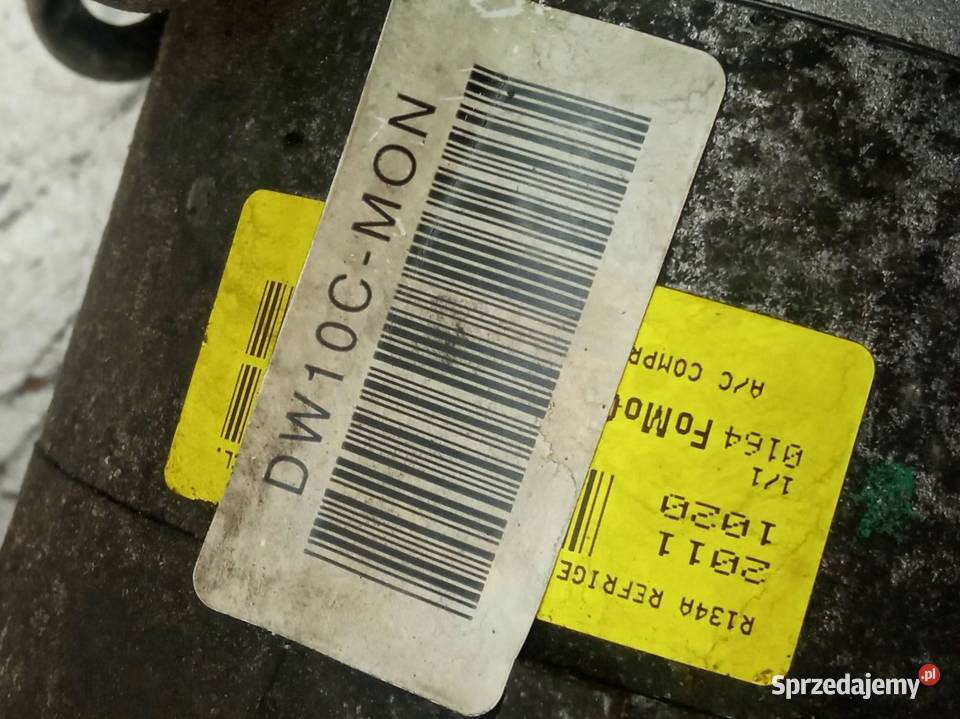 DW10C-MON
A/C COMPR
FoMo
0164
1/1
1020
2011
R134A REFRIGE
L.
Sprzedajemy.pl